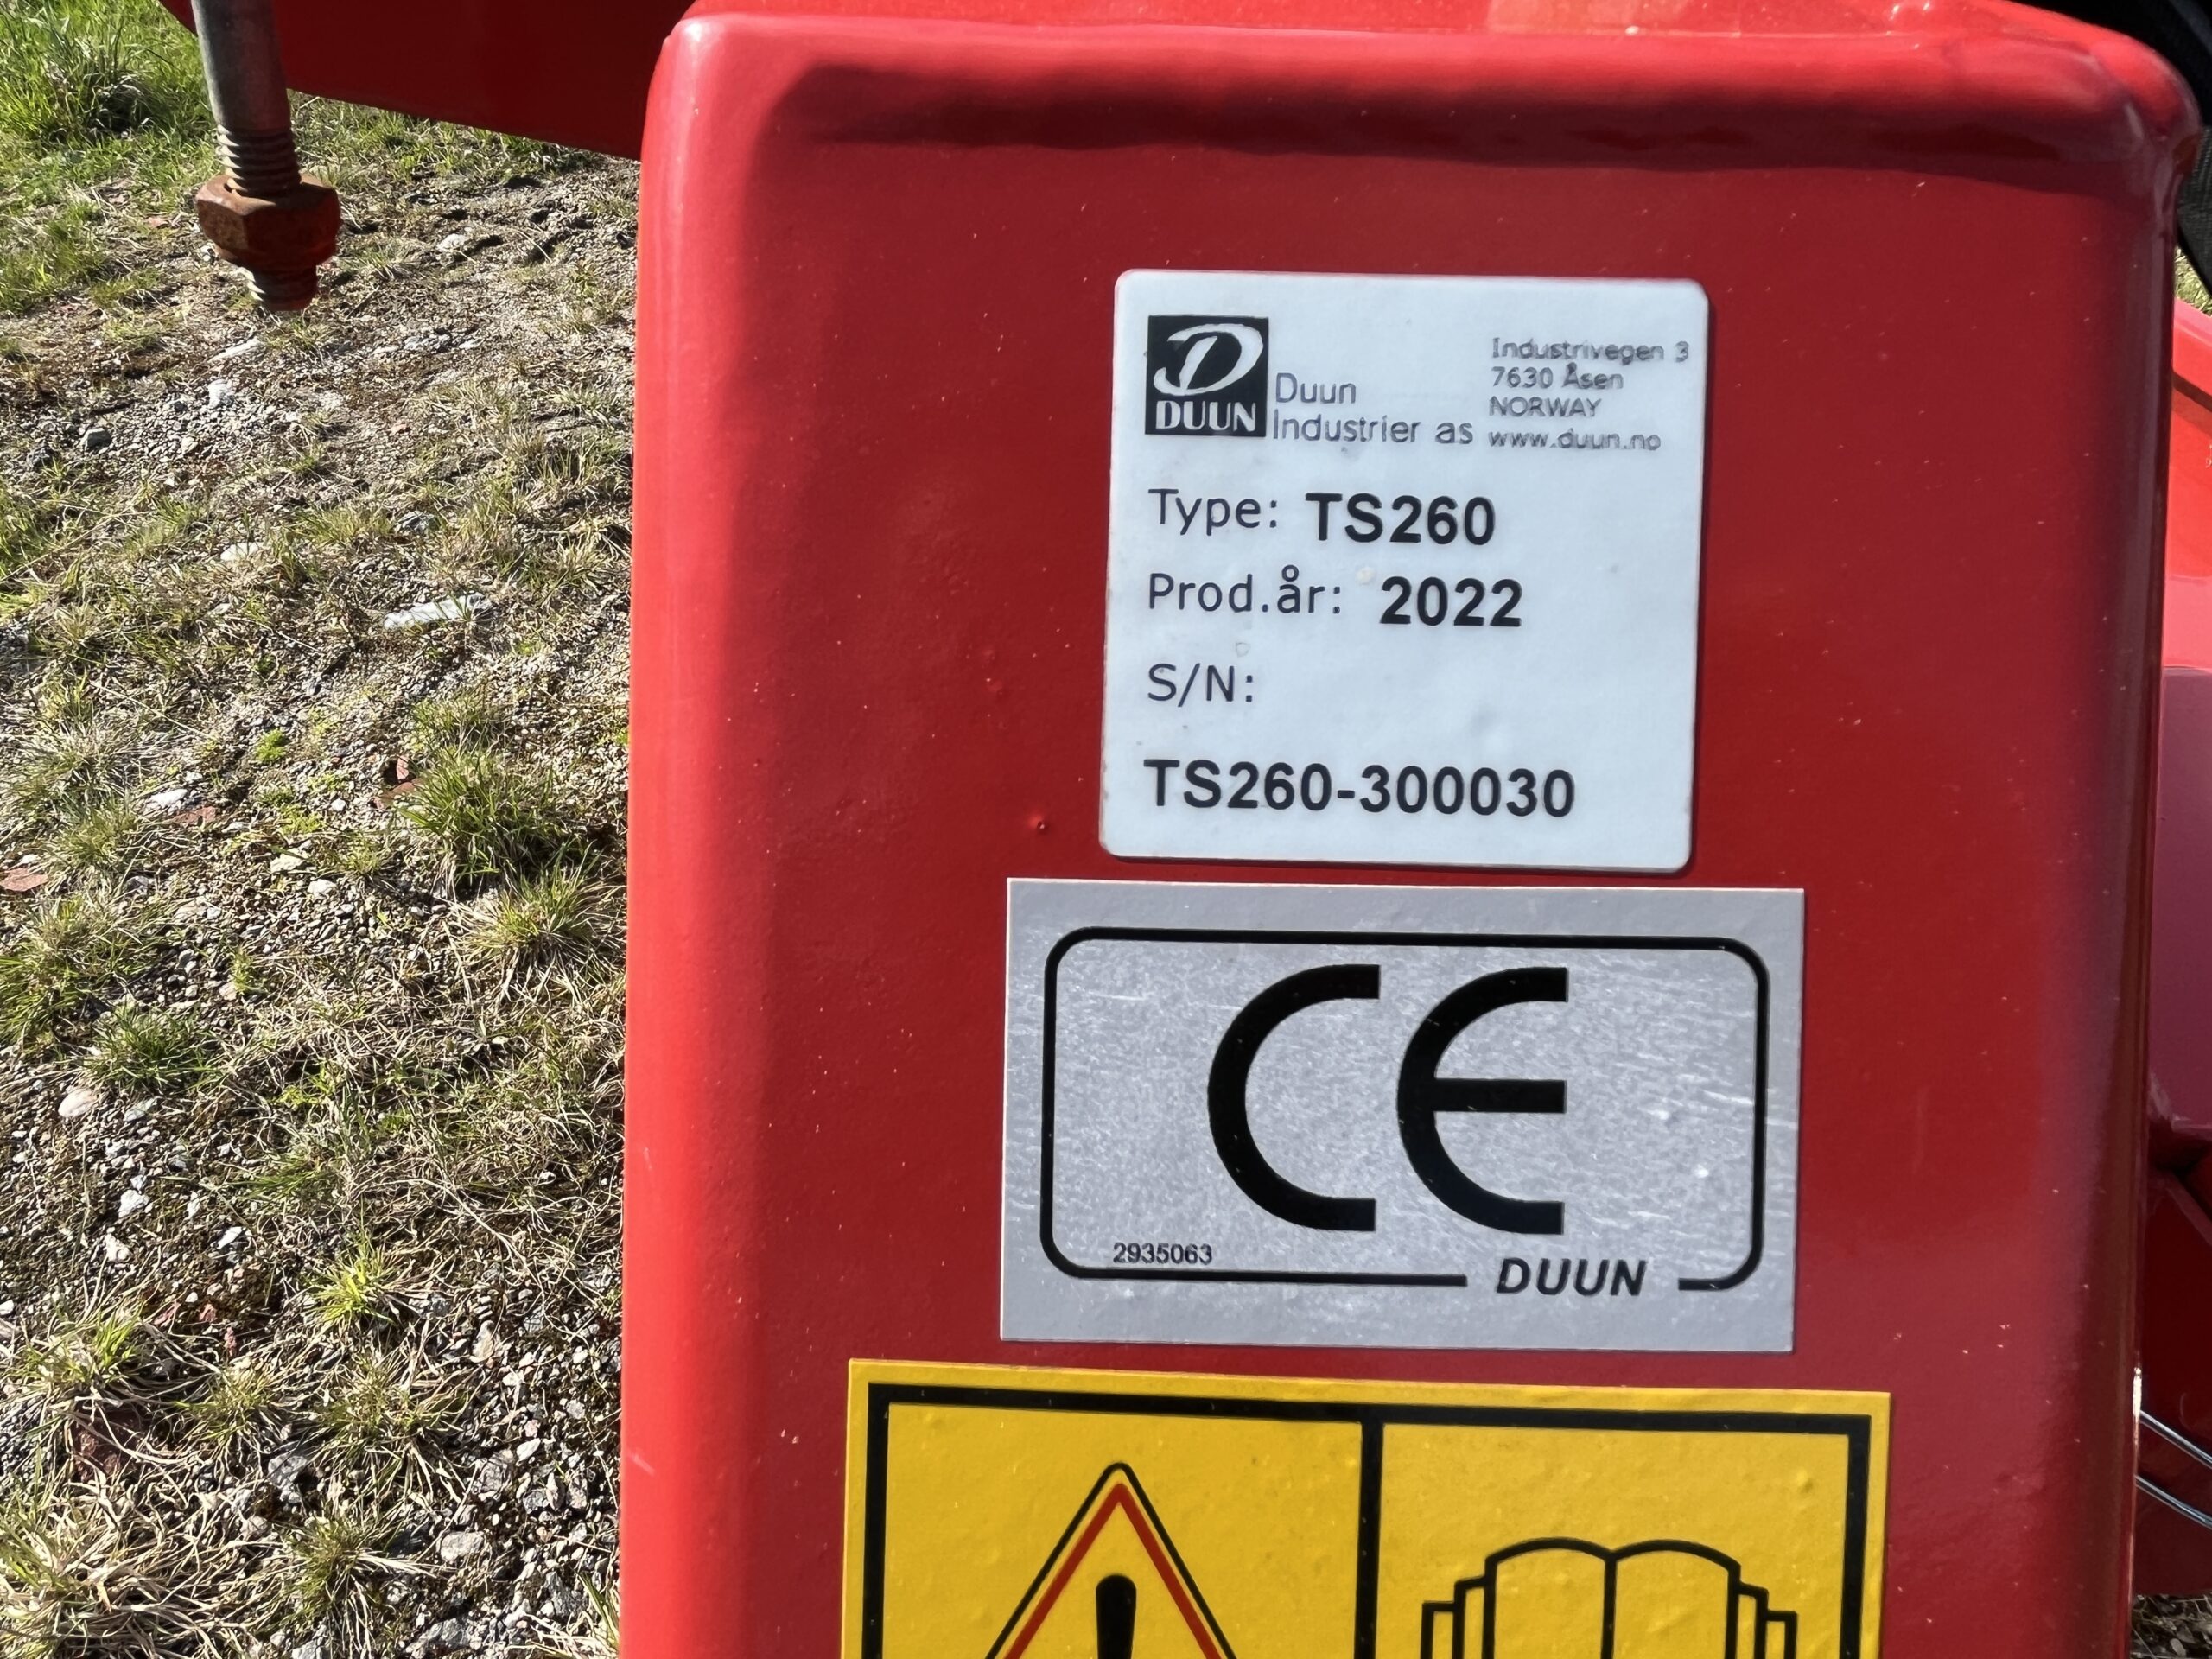 DUUN
Duun
Industrier as
Industrivegen 3
7630 Åsen
NORWAY
www.duun.no
Type: TS260
Prod.år: 2022
S/N:
TS260-300030
CE
2935063
DUUN